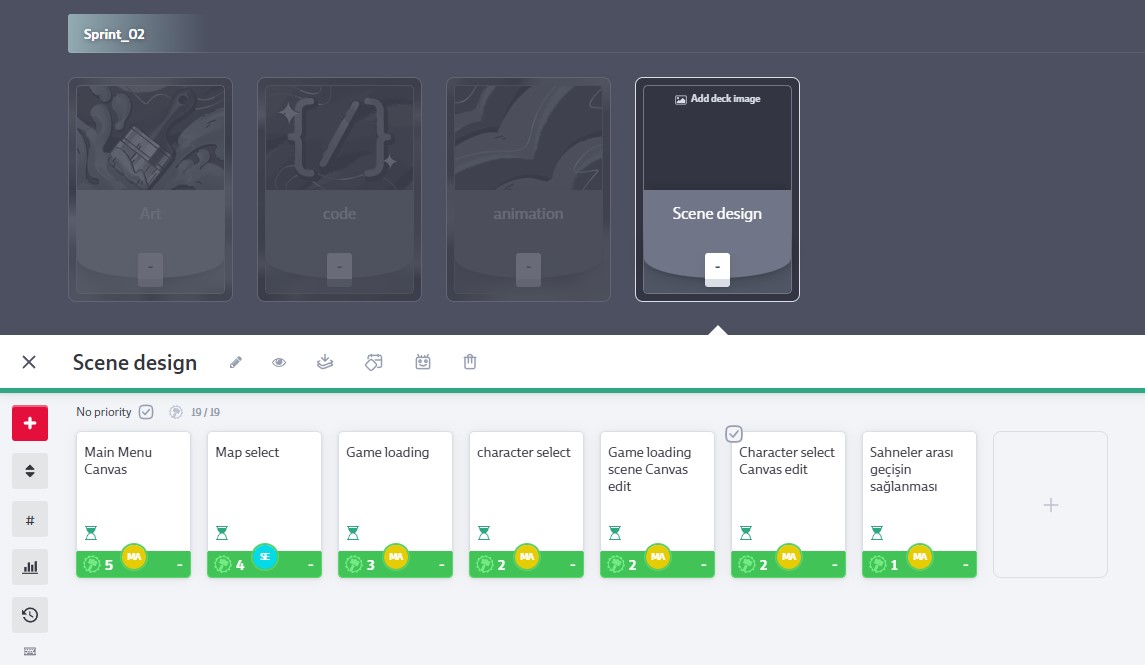 Sprint_02
Add deck image
Art
code
animation
Scene design
-
-
-
-
Scene design
No priority
19 / 19
Main Menu
Canvas
Map select
Game loading
character select
Game loading
scene Canvas
edit
Character select
Canvas edit
Sahneler arası
geçişin
sağlanması
5 MA -
4 SE -
3 MA -
2 MA -
2 MA -
2 MA -
1 MA -
#